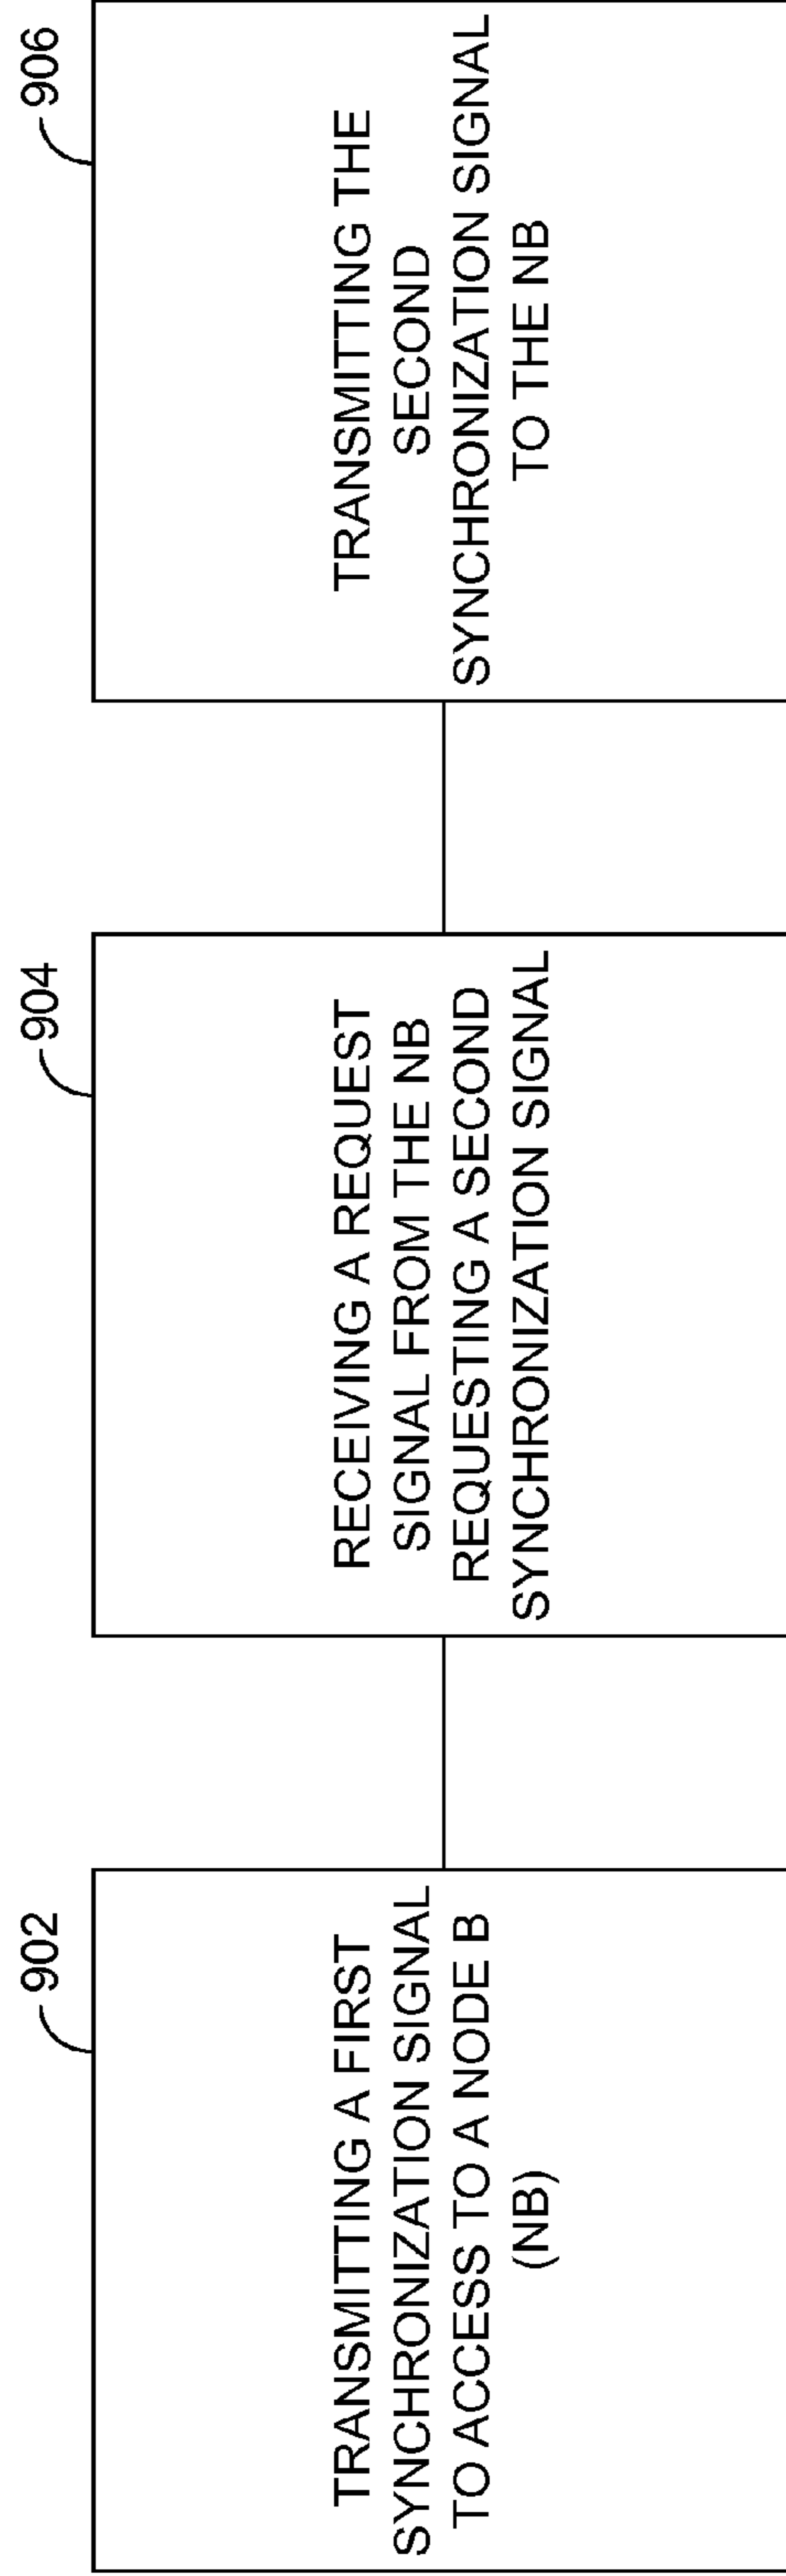 902
TRANSMITTING A FIRST
SYNCHRONIZATION SIGNAL
TO ACCESS TO A NODE B
(NB)
904
RECEIVING A REQUEST
SIGNAL FROM THE NB
REQUESTING A SECOND
SYNCHRONIZATION SIGNAL
906
TRANSMITTING THE
SECOND
SYNCHRONIZATION SIGNAL
TO THE NB